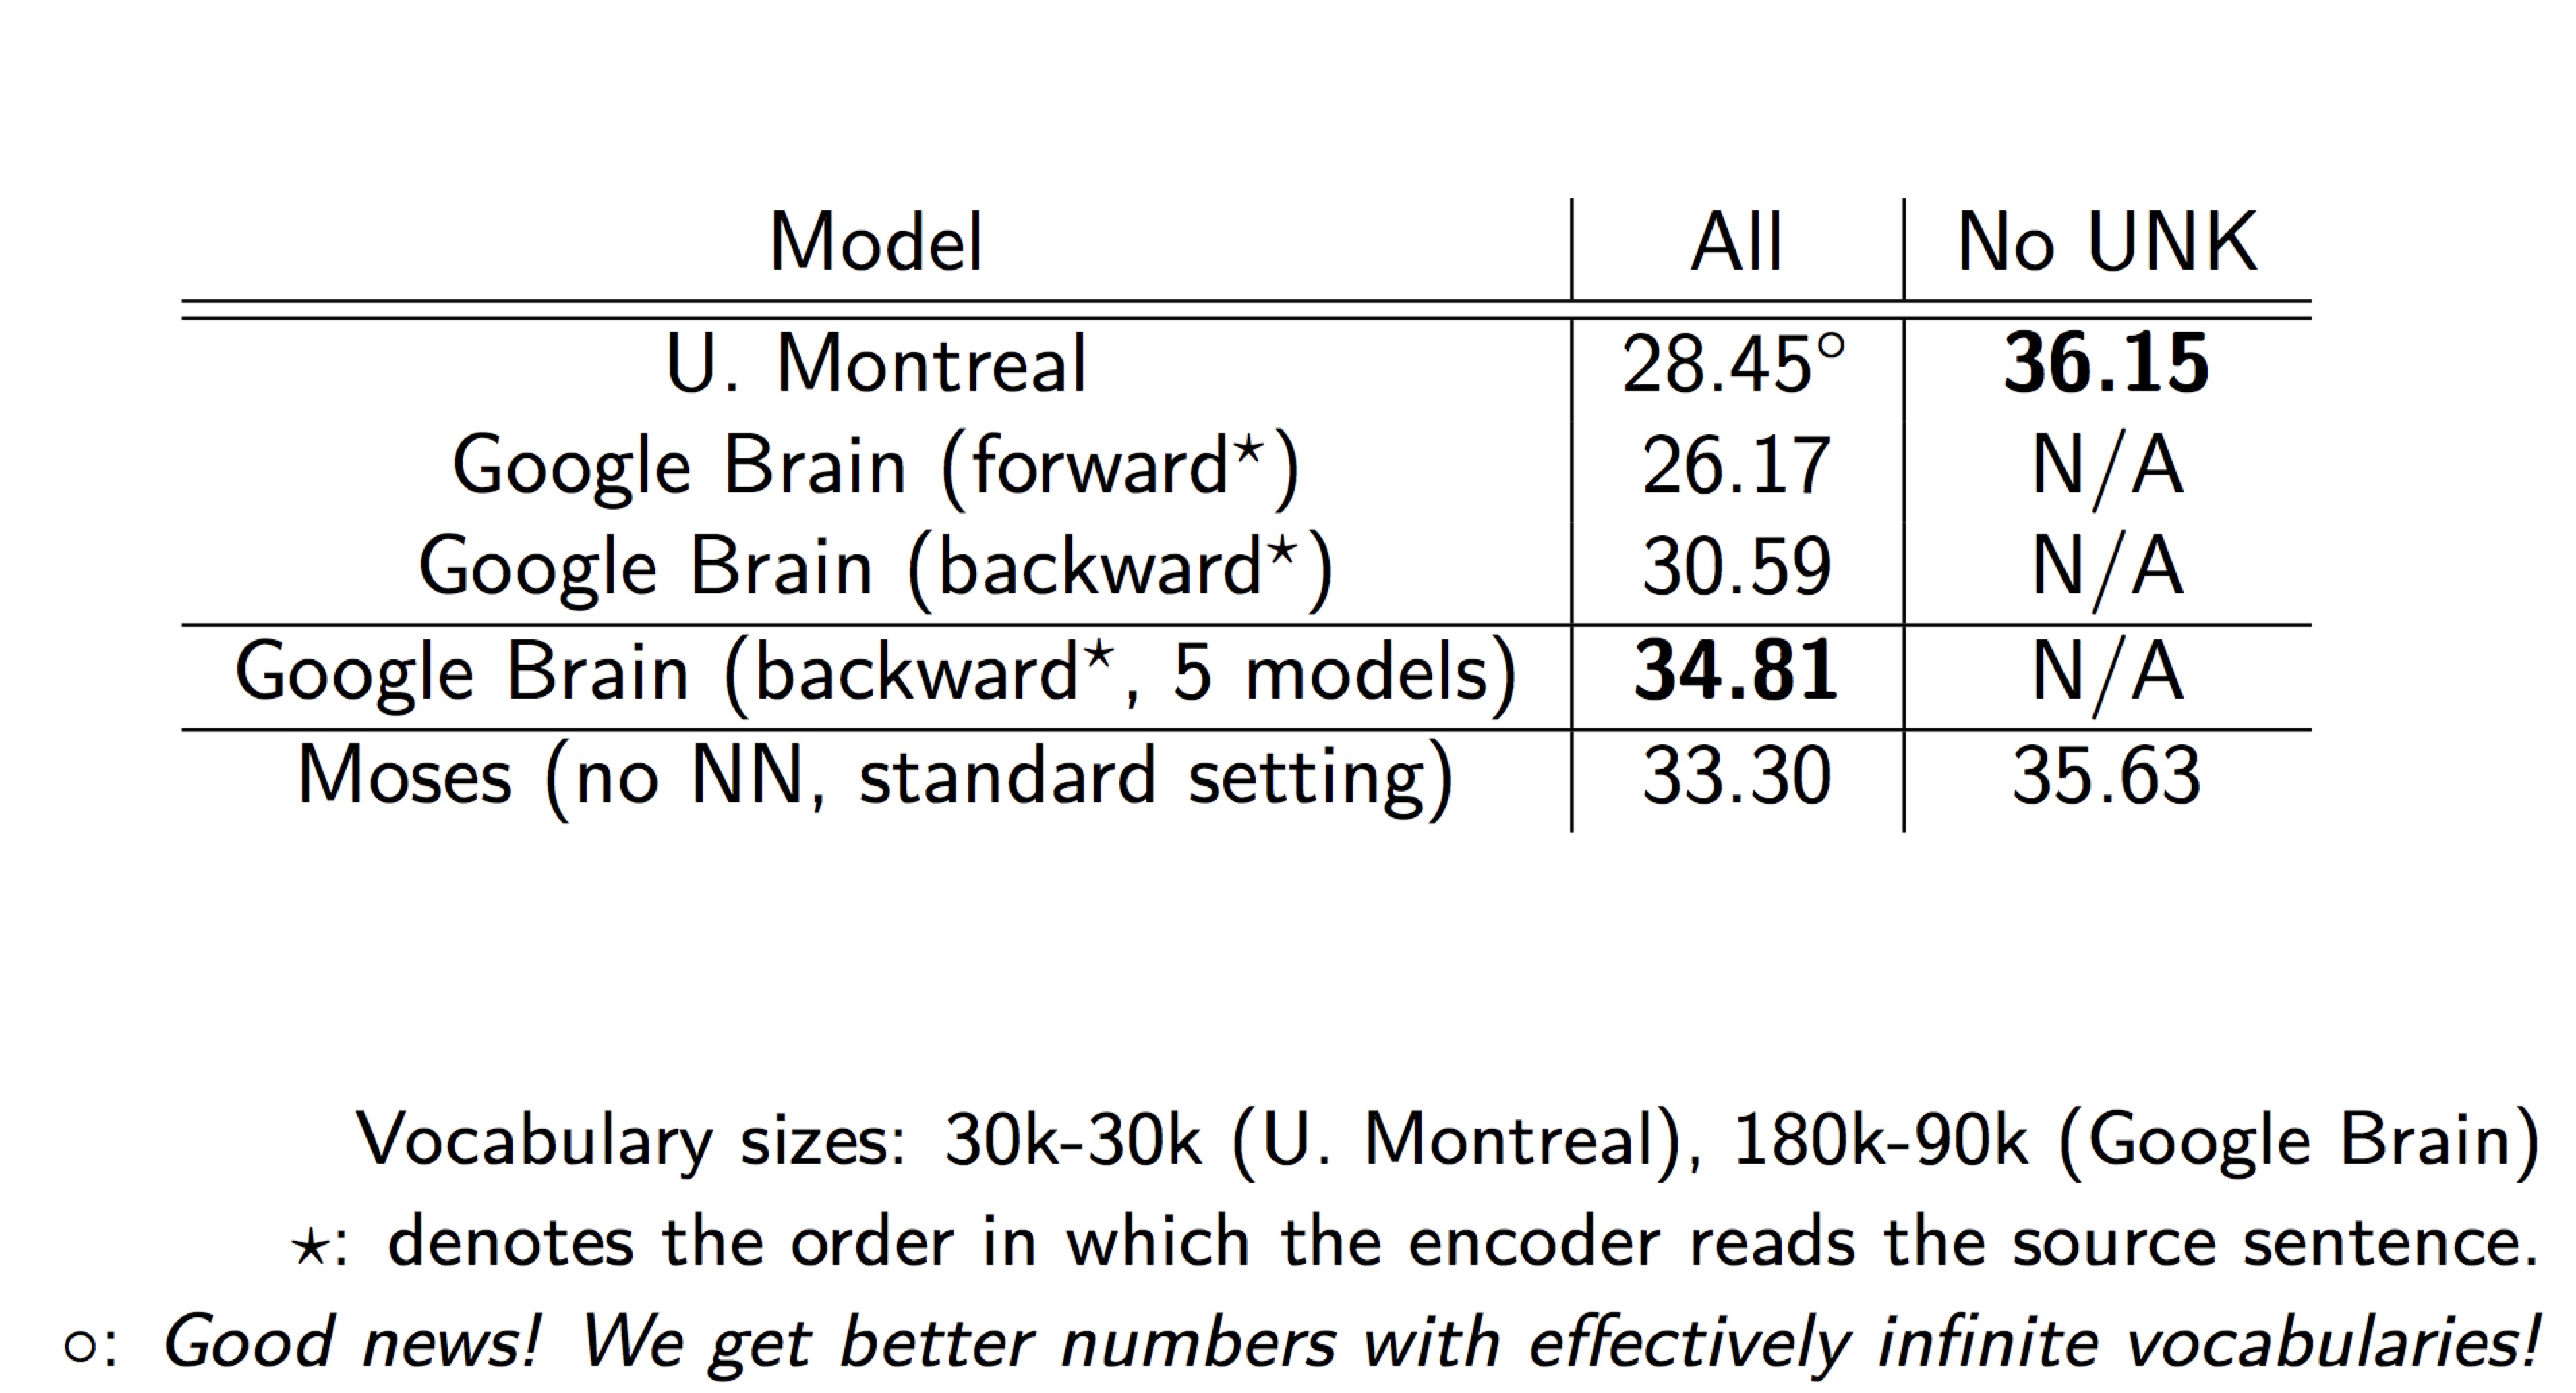 Model All No UNK
U. Montreal 28.45° 36.15
Google Brain (forward⋆) 26.17 N/A
Google Brain (backward⋆) 30.59 N/A
Google Brain (backward⋆, 5 models) 34.81 N/A
Moses (no NN, standard setting) 33.30 35.63
Vocabulary sizes: 30k-30k (U. Montreal), 180k-90k (Google Brain)
⋆: denotes the order in which the encoder reads the source sentence.
○: Good news! We get better numbers with effectively infinite vocabularies!